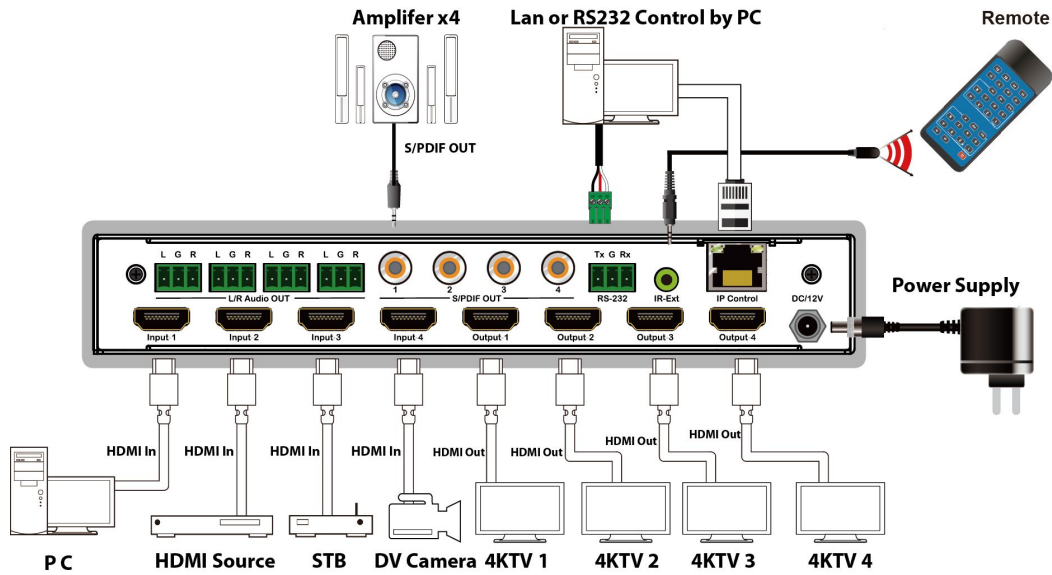 Amplifer x4
Lan or RS232 Control by PC
Remote
S/PDIF OUT
L G R
L G R
L G R
L G R
1
2
3
4
Tx G Rx
L/R Audio OUT
S/PDIF OUT
RS-232
IR-Ext
IP Control
DC/12V
Power Supply
Input 1
Input 2
Input 3
Input 4
Output 1
Output 2
Output 3
Output 4
HDMI In
HDMI In
HDMI In
HDMI In
HDMI Out
HDMI Out
HDMI Out
HDMI Out
P C
HDMI Source
STB
DV Camera
4KTV 1
4KTV 2
4KTV 3
4KTV 4